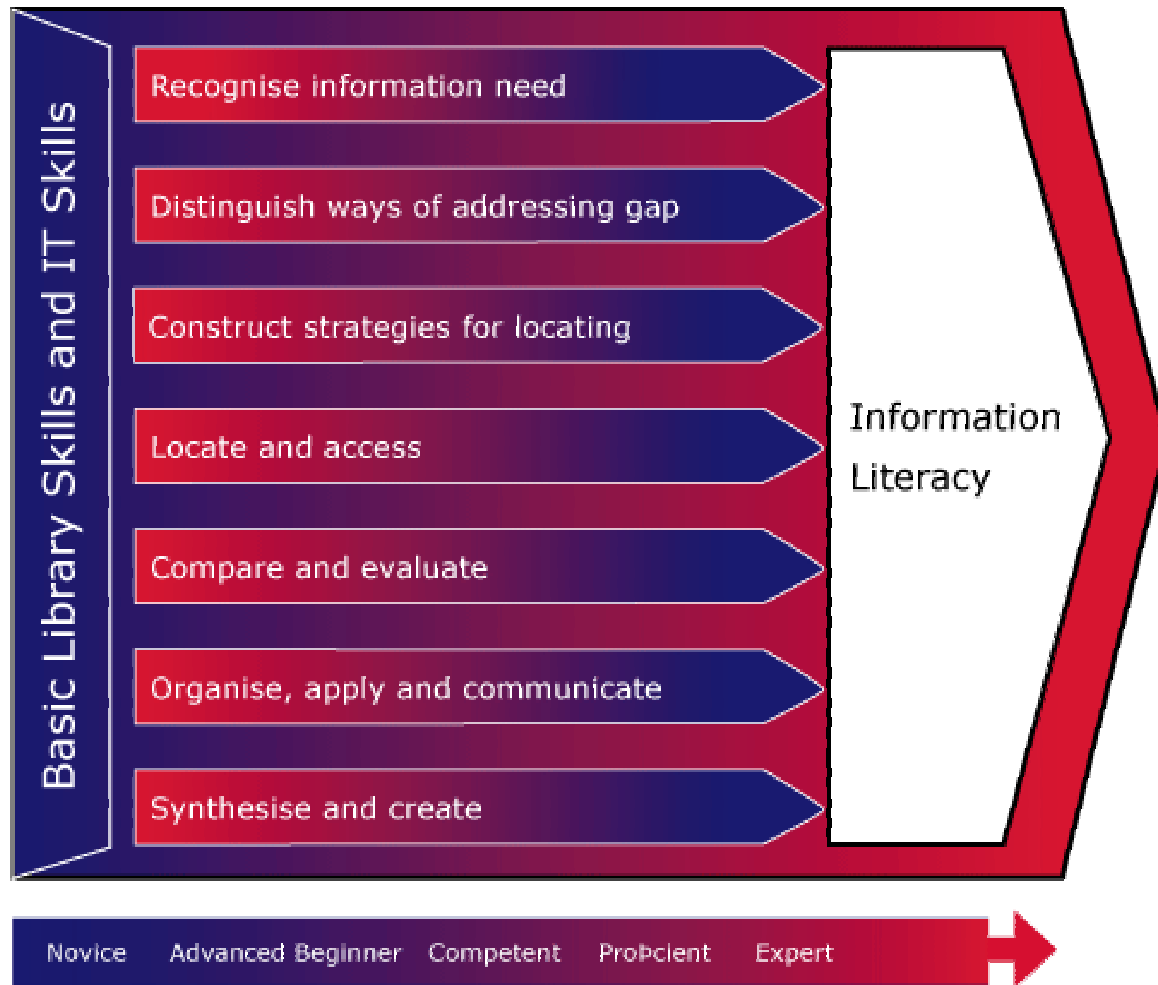 Basic Library Skills and IT Skills
Recognise information need
Distinguish ways of addressing gap
Construct strategies for locating
Locate and access
Compare and evaluate
Organise, apply and communicate
Synthesise and create
Information
Literacy
Novice Advanced Beginner Competent ProÞcient Expert